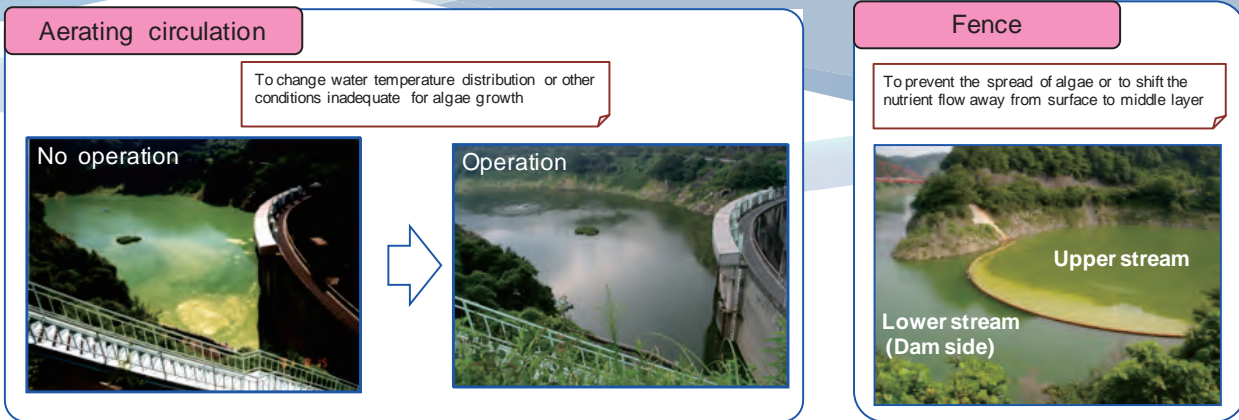 Aerating circulation
To change water temperature distribution or other
conditions inadequate for algae growth
No operation
Operation
Fence
To prevent the spread of algae or to shift the
nutrient flow away from surface to middle layer
Upper stream
Lower stream
(Dam side)